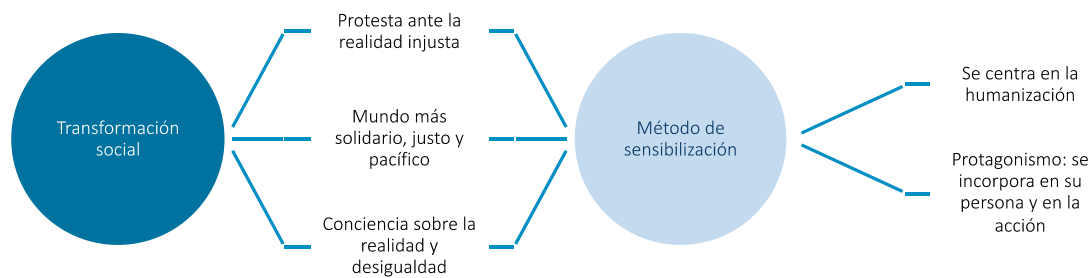 Transformación
social
Protesta ante la
realidad injusta
Mundo más
solidario, justo y
pacífico
Conciencia sobre la
realidad y
desigualdad
Método de
sensibilización
Se centra en la
humanización
Protagonismo: se
incorpora en su
persona y en la
acción